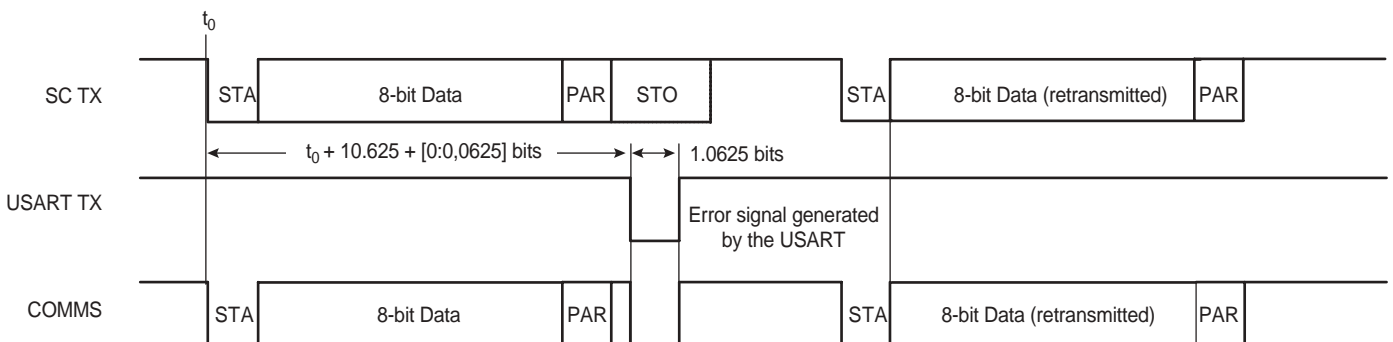 t0
SC TX STA 8-bit Data PAR STO STA 8-bit Data (retransmitted) PAR
t0 + 10.625 + [0:0,0625] bits 1.0625 bits
USART TX
Error signal generated
by the USART
COMMS STA 8-bit Data PAR STA 8-bit Data (retransmitted) PAR